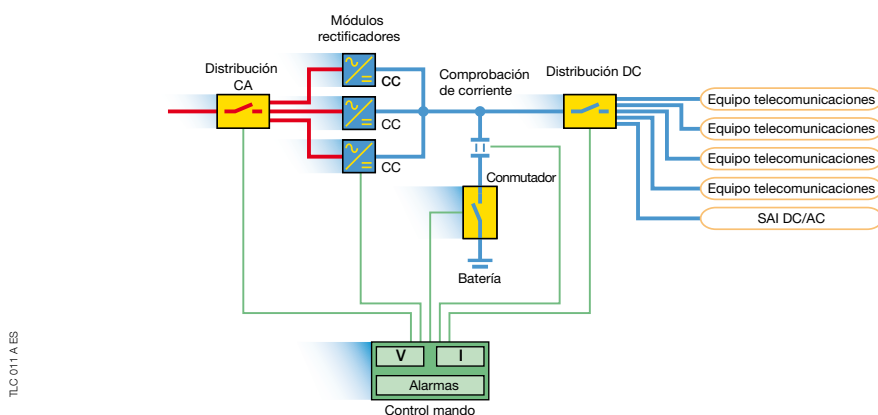 Módulos
rectificadores
Distribución
CA
CC
CC
CC
Comprobación
de corriente
Distribución DC
Equipo telecomunicaciones
Equipo telecomunicaciones
Equipo telecomunicaciones
Equipo telecomunicaciones
SAI DC/AC
Conmutador
Batería
V
I
Alarmas
Control mando
TLC 011 A ES